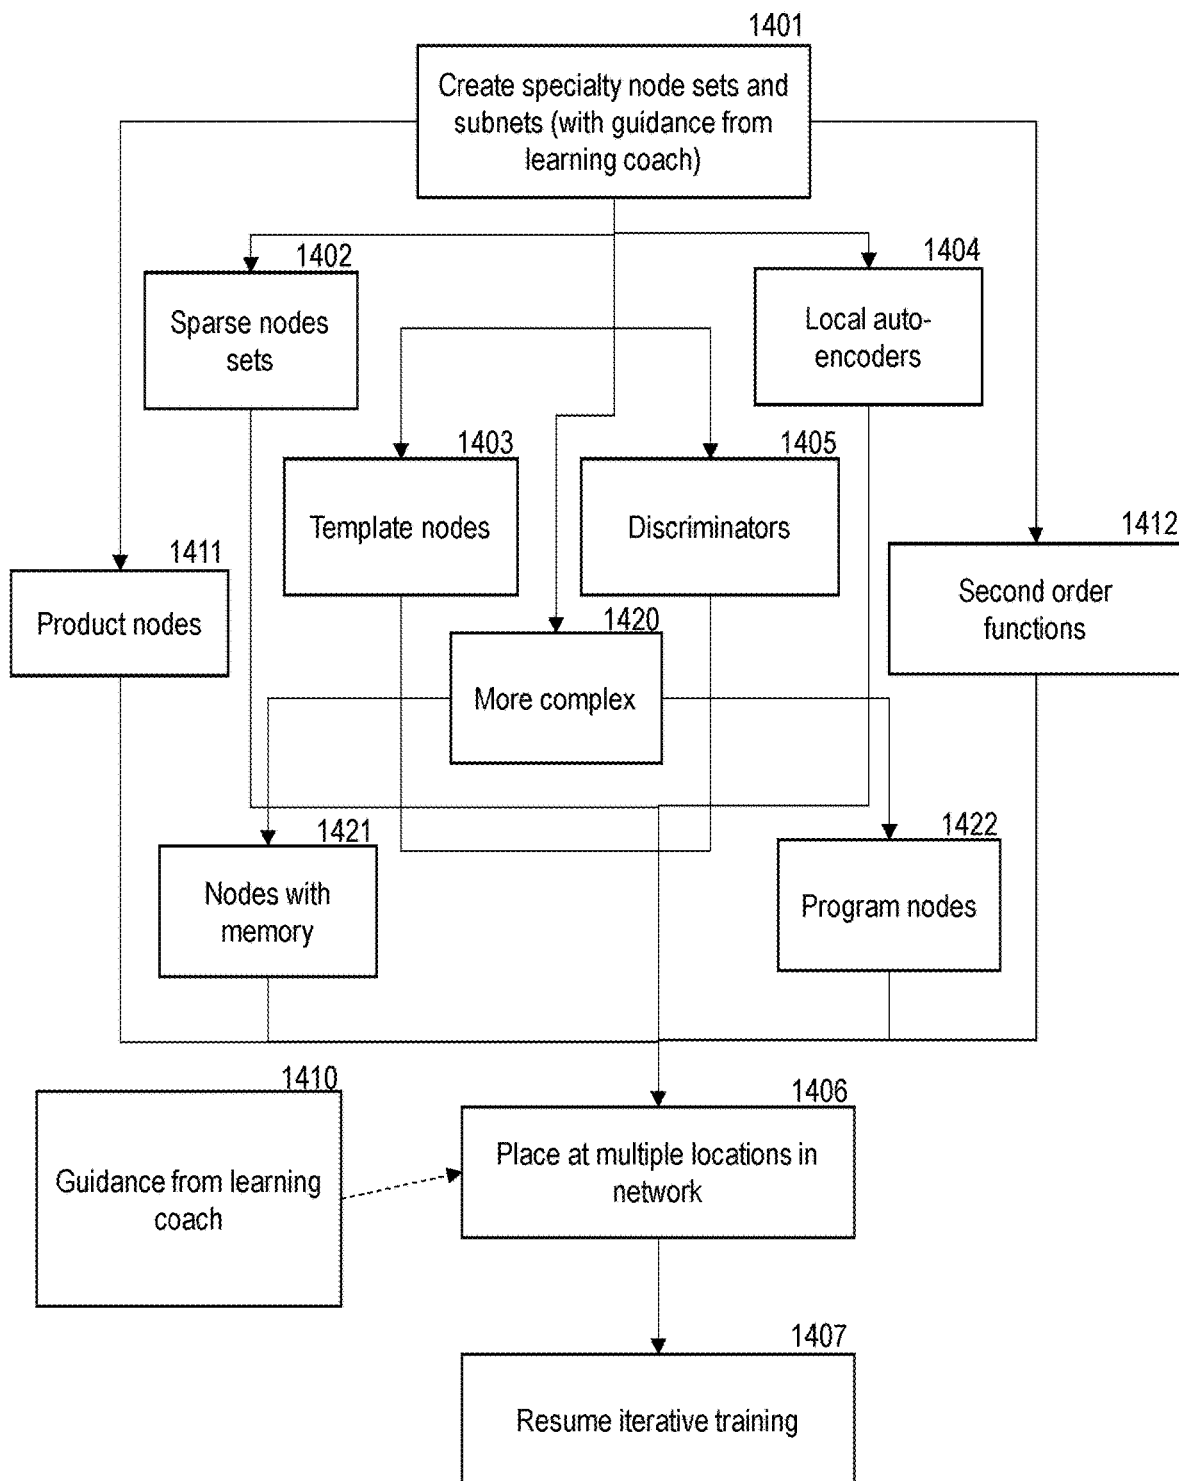 1401
Create specialty node sets and
subnets (with guidance from
learning coach)
1402
Sparse nodes
sets
1404
Local auto-
encoders
1403
Template nodes
1405
Discriminators
1411
Product nodes
1412
Second order
functions
1420
More complex
1421
Nodes with
memory
1422
Program nodes
1410
Guidance from learning
coach
1406
Place at multiple locations in
network
1407
Resume iterative training